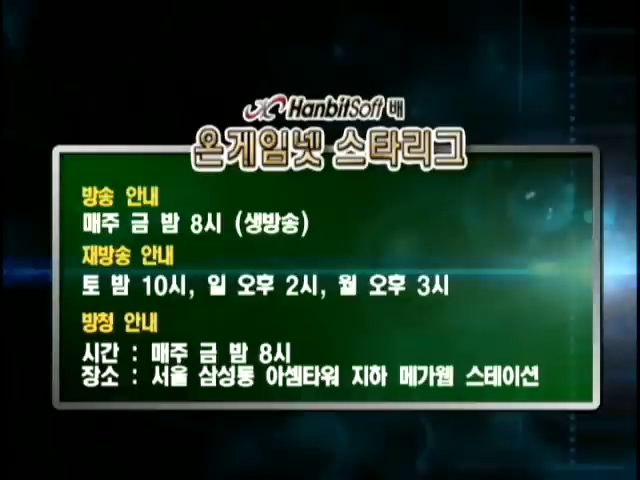 HanbitSoft 배
온게임넷 스타리그
방송 안내
매주 금 밤 8시 (생방송)
재방송 안내
토 밤 10시, 일 오후 2시, 월 오후 3시
방청 안내
시간 : 매주 금 밤 8시
장소 : 서울 삼성동 아셈타워 지하 메가웹 스테이션